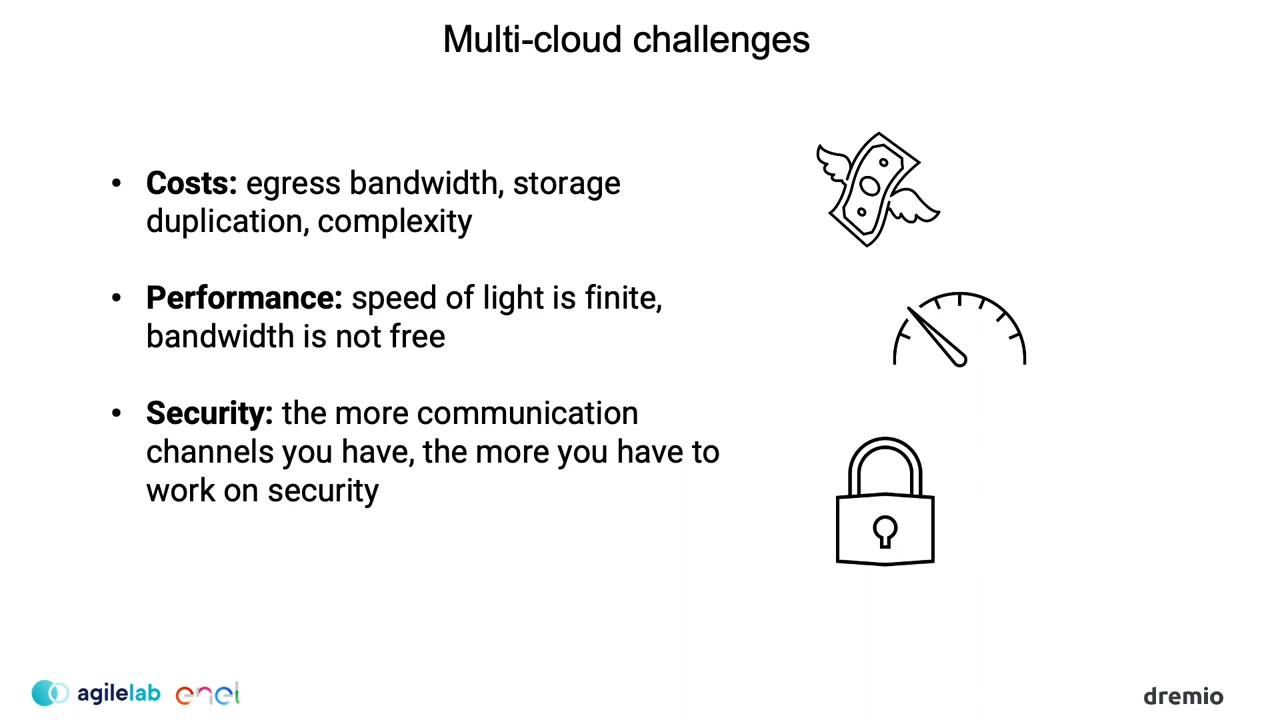 Multi-cloud challenges
• Costs: egress bandwidth, storage
duplication, complexity
• Performance: speed of light is finite,
bandwidth is not free
• Security: the more communication
channels you have, the more you have to
work on security
agilelab enel
dremio